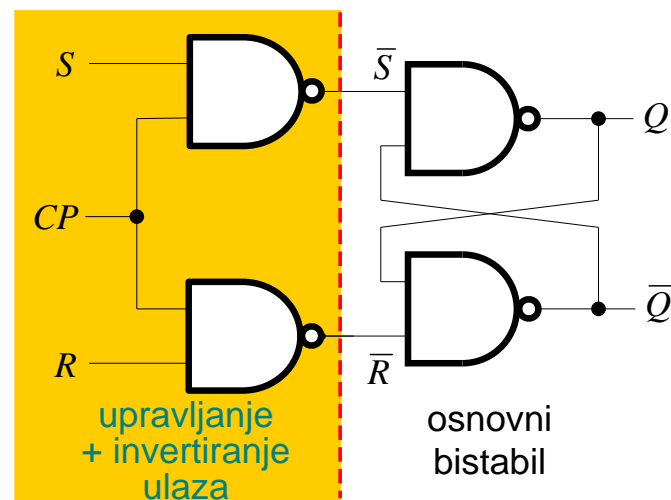 S
S̅
Q
CP
R
R̅
Q̅
upravljanje
+ invertiranje
ulaza
osnovni
bistabil